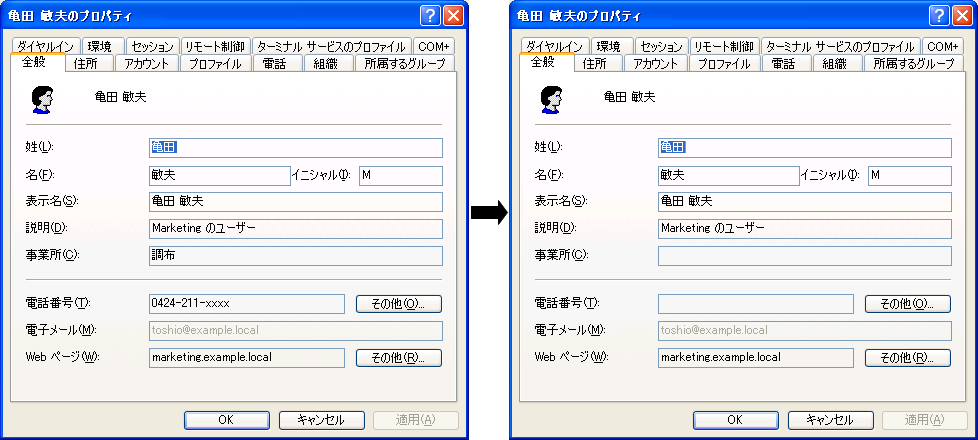 亀田 敏夫のプロパティ
ダイヤルイン 環境 セッション リモート制御 ターミナル サービスのプロファイル COM+
全般 住所 アカウント プロファイル 電話 組織 所属するグループ
亀田 敏夫
姓(L): 亀田
名(F): 敏夫 イニシャル(I): M
表示名(S): 亀田 敏夫
説明(D): Marketing のユーザー
事業所(C): 調布
電話番号(T): 0424-211-xxxx その他(O)...
電子メール(M): toshio@example.local
Web ページ(W): marketing.example.local その他(R)...
OK キャンセル 適用(A)
亀田 敏夫のプロパティ
ダイヤルイン 環境 セッション リモート制御 ターミナル サービスのプロファイル COM+
全般 住所 アカウント プロファイル 電話 組織 所属するグループ
亀田 敏夫
姓(L): 亀田
名(F): 敏夫 イニシャル(I): M
表示名(S): 亀田 敏夫
説明(D): Marketing のユーザー
事業所(C):
電話番号(T): その他(O)...
電子メール(M): toshio@example.local
Web ページ(W): marketing.example.local その他(R)...
OK キャンセル 適用(A)